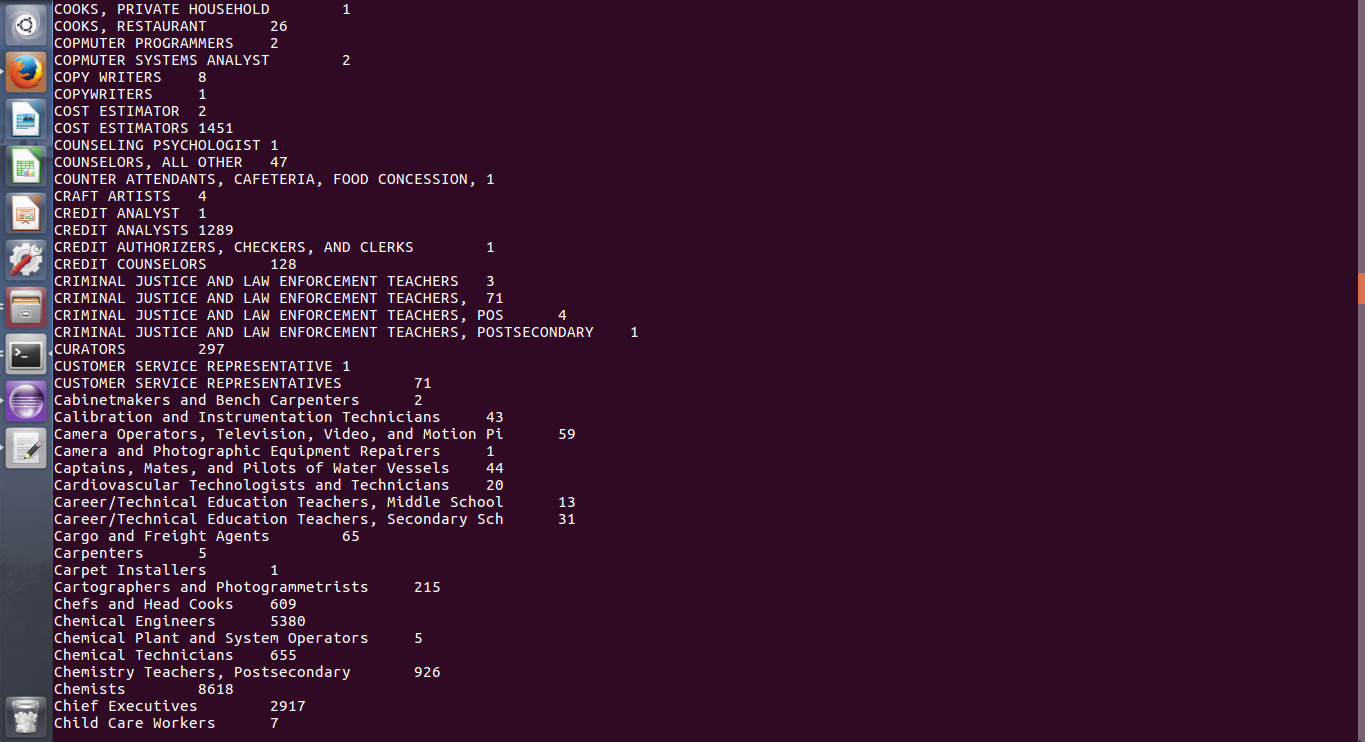 COOKS, PRIVATE HOUSEHOLD	1
COOKS, RESTAURANT	26
COPMUTER PROGRAMMERS	2
COPMUTER SYSTEMS ANALYST	2
COPY WRITERS	8
COPYWRITERS	1
COST ESTIMATOR	2
COST ESTIMATORS	1451
COUNSELING PSYCHOLOGIST	1
COUNSELORS, ALL OTHER	47
COUNTER ATTENDANTS, CAFETERIA, FOOD CONCESSION,	1
CRAFT ARTISTS	4
CREDIT ANALYST	1
CREDIT ANALYSTS	1289
CREDIT AUTHORIZERS, CHECKERS, AND CLERKS	1
CREDIT COUNSELORS	128
CRIMINAL JUSTICE AND LAW ENFORCEMENT TEACHERS	3
CRIMINAL JUSTICE AND LAW ENFORCEMENT TEACHERS,	71
CRIMINAL JUSTICE AND LAW ENFORCEMENT TEACHERS, POS	4
CRIMINAL JUSTICE AND LAW ENFORCEMENT TEACHERS, POSTSECONDARY	1
CURATORS	297
CUSTOMER SERVICE REPRESENTATIVE	1
CUSTOMER SERVICE REPRESENTATIVES	71
Cabinetmakers and Bench Carpenters	2
Calibration and Instrumentation Technicians	43
Camera Operators, Television, Video, and Motion Pi	59
Camera and Photographic Equipment Repairers	1
Captains, Mates, and Pilots of Water Vessels	44
Cardiovascular Technologists and Technicians	20
Career/Technical Education Teachers, Middle School	13
Career/Technical Education Teachers, Secondary Sch	31
Cargo and Freight Agents	65
Carpenters	5
Carpet Installers	1
Cartographers and Photogrammetrists	215
Chefs and Head Cooks	609
Chemical Engineers	5380
Chemical Plant and System Operators	5
Chemical Technicians	655
Chemistry Teachers, Postsecondary	926
Chemists	8618
Chief Executives	2917
Child Care Workers	7